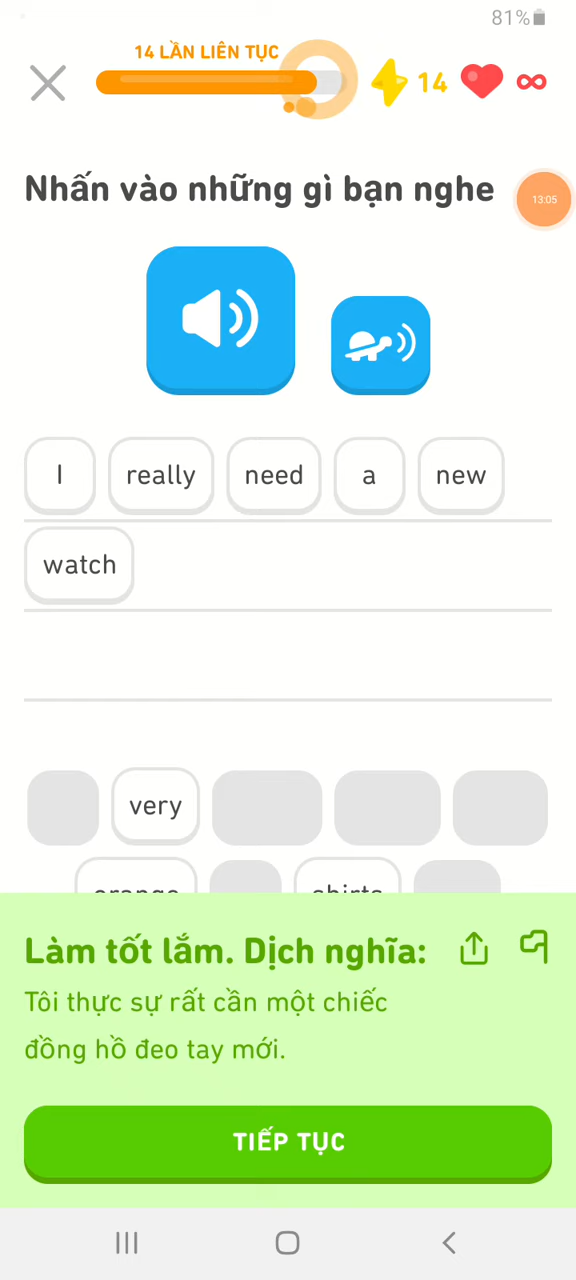 81%
14 LẦN LIÊN TỤC
14
Nhấn vào những gì bạn nghe
13:05
I really need a new
watch
very
orange shirts
Làm tốt lắm. Dịch nghĩa:
Tôi thực sự rất cần một chiếc
đồng hồ đeo tay mới.
TIẾP TỤC